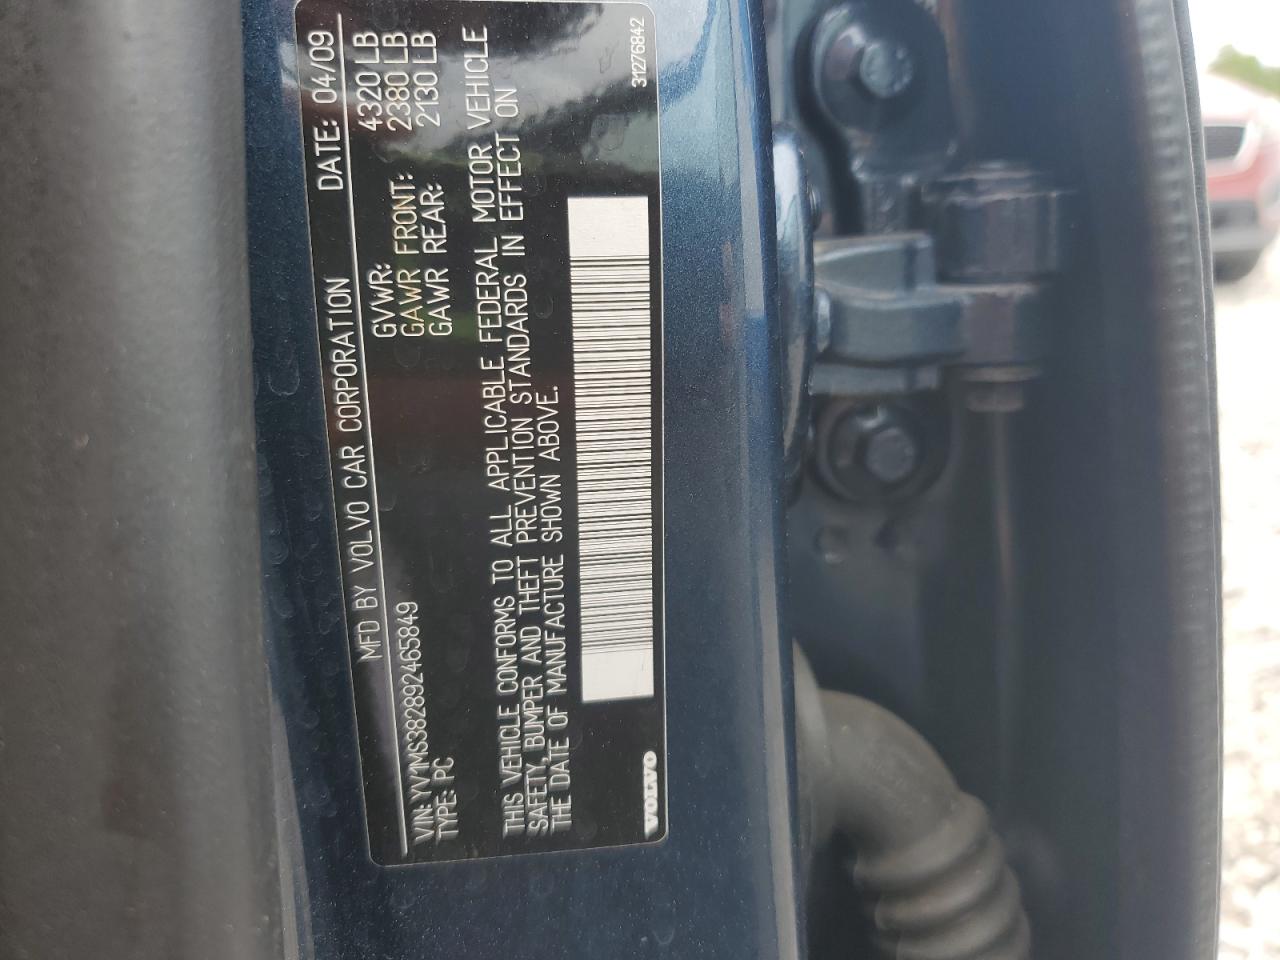 MFD BY VOLVO CAR CORPORATION DATE: 04/09
GVWR: 4320 LB
GAWR FRONT: 2380 LB
GAWR REAR: 2130 LB
VIN: YV1MS382892465849
TYPE: PC
THIS VEHICLE CONFORMS TO ALL APPLICABLE FEDERAL MOTOR VEHICLE
SAFETY, BUMPER AND THEFT PREVENTION STANDARDS IN EFFECT ON
THE DATE OF MANUFACTURE SHOWN ABOVE.
VOLVO
31276842